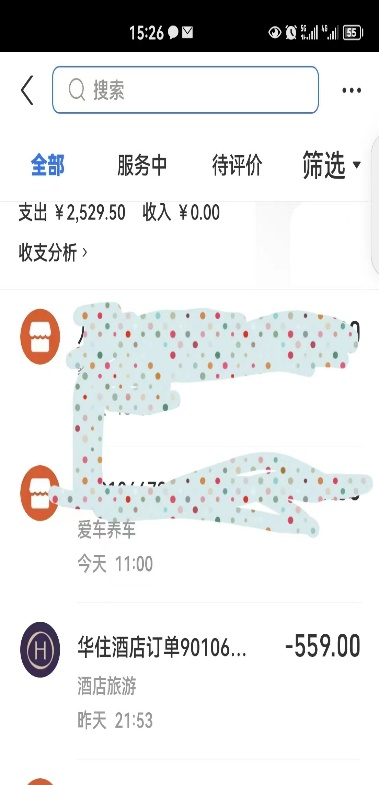 15:26
55
搜索
全部 服务中 待评价 筛选
支出 ¥2,529.50 收入 ¥0.00
收支分析
爱车养车
今天 11:00
华住酒店订单90106... -559.00
酒店旅游
昨天 21:53